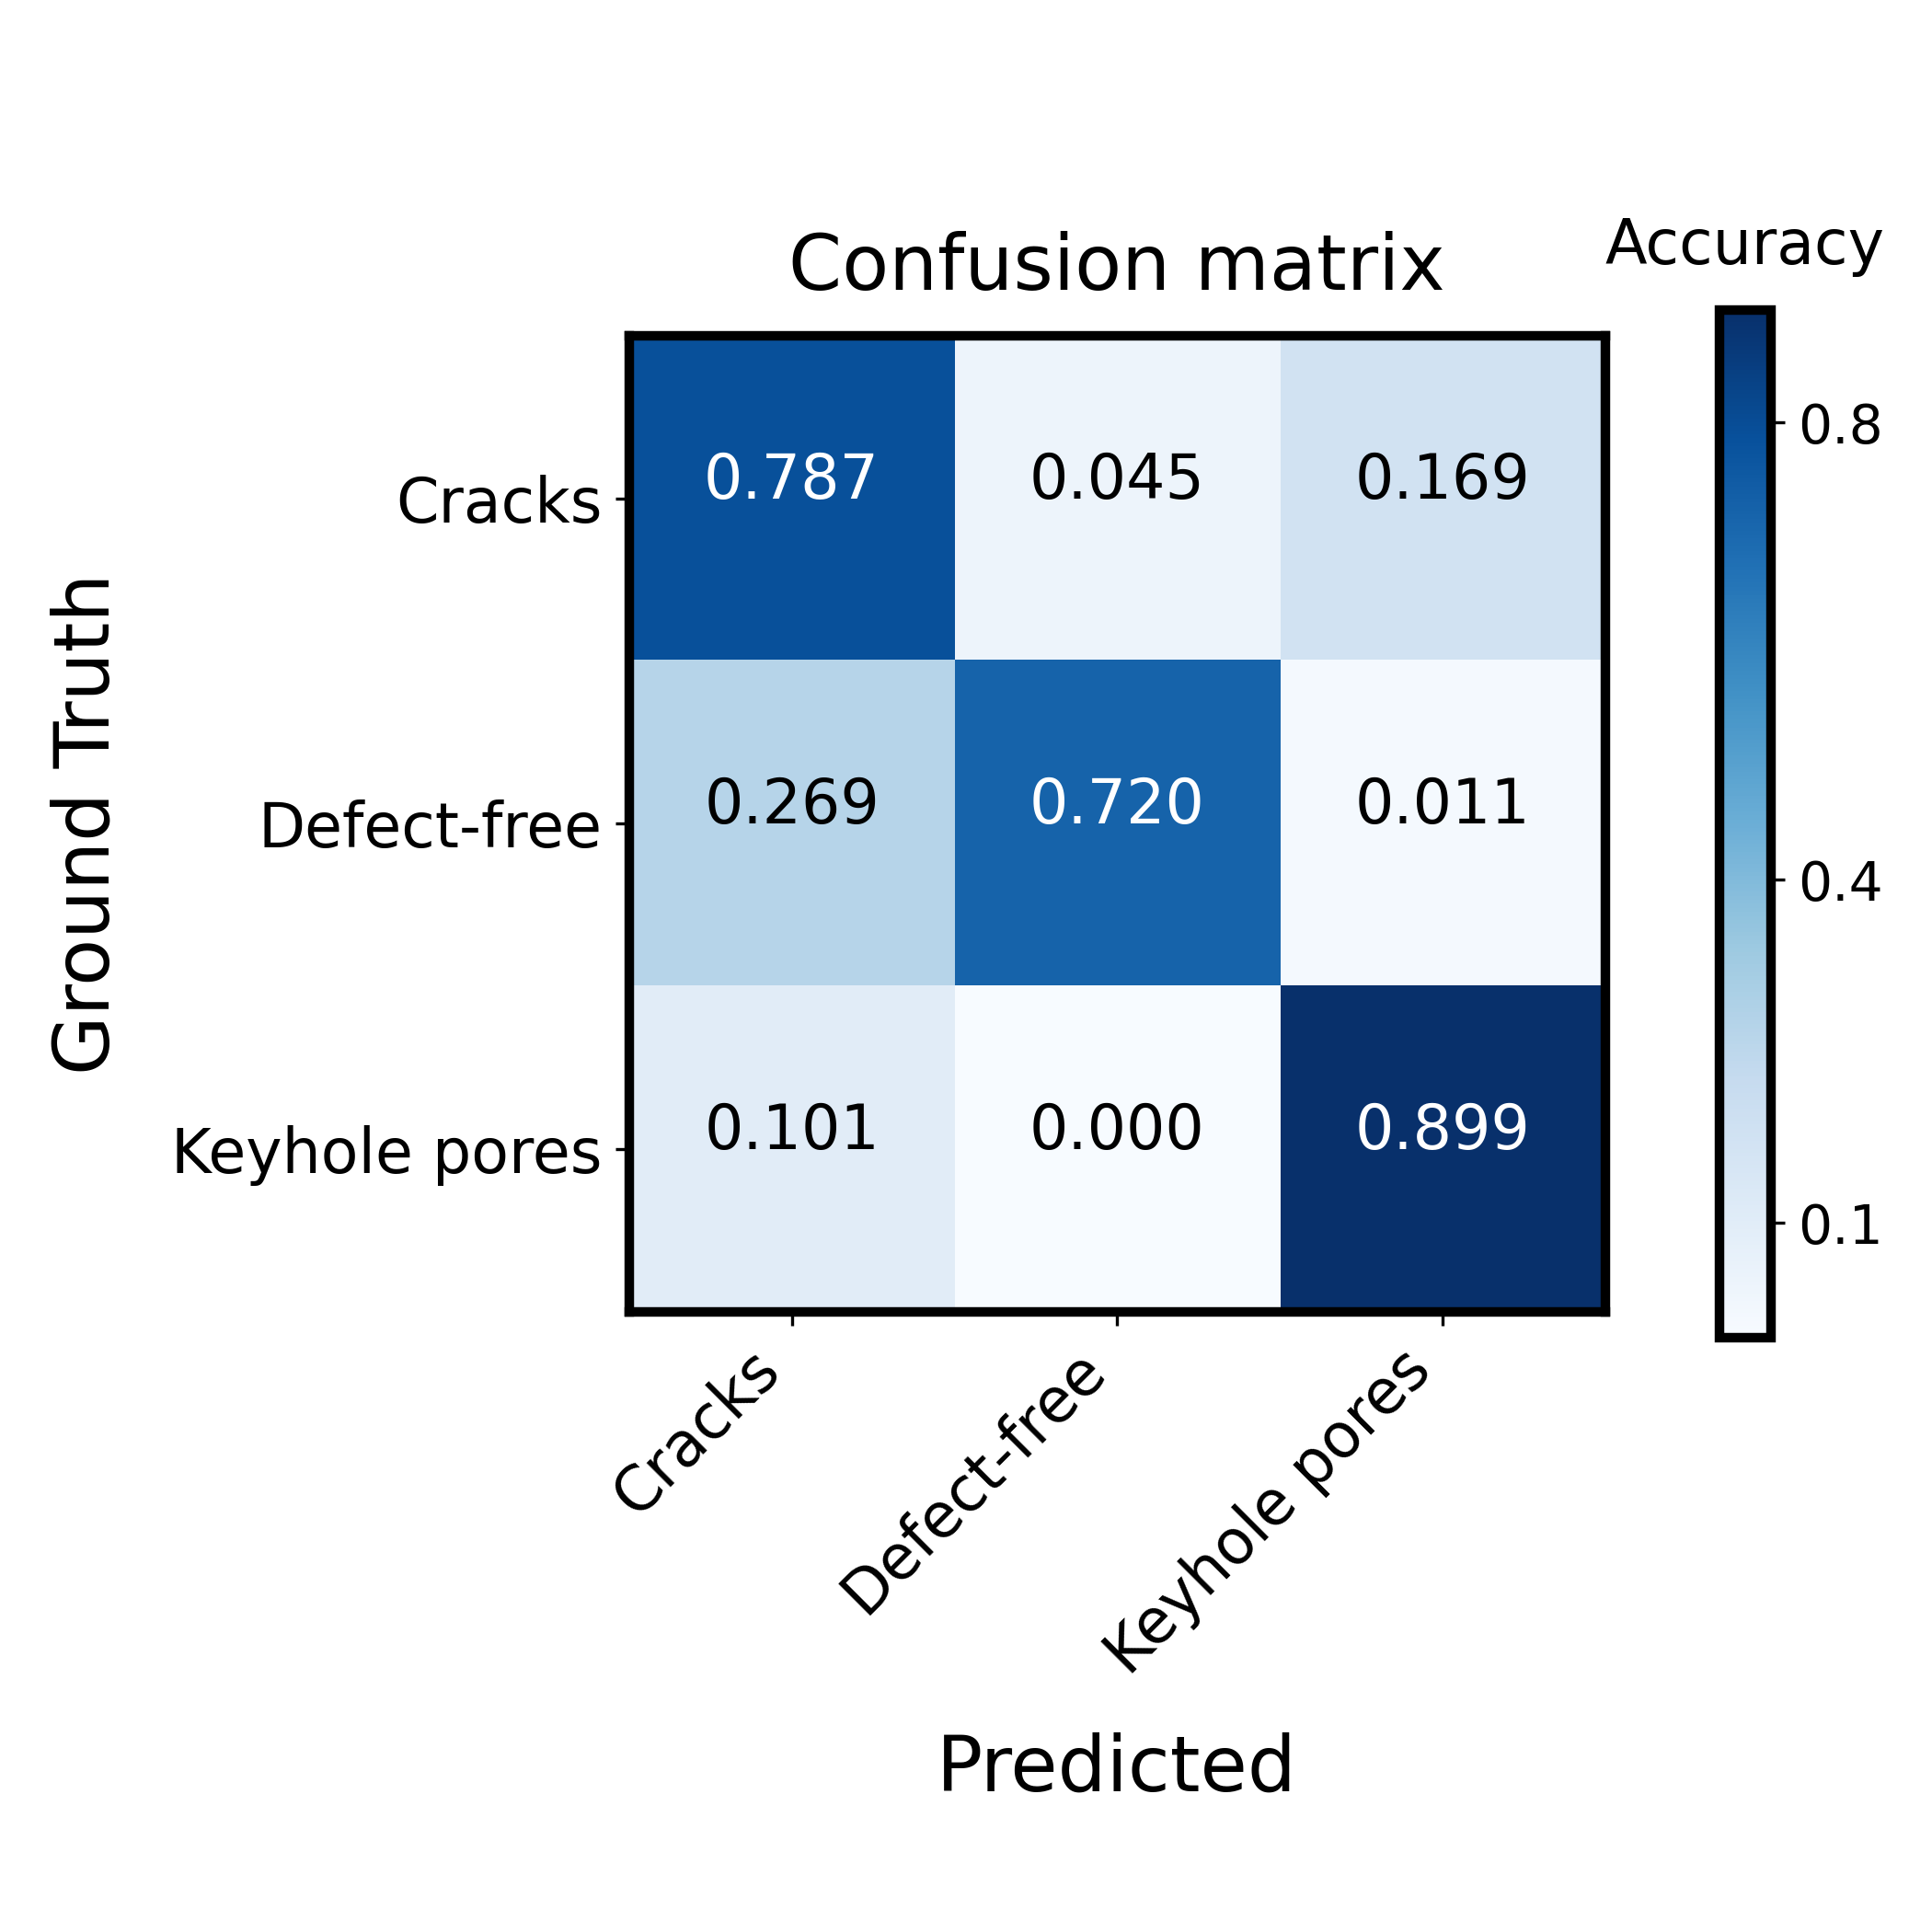 Accuracy
Confusion matrix
0.8
0.4
0.1
Ground Truth
Cracks
0.787 0.045 0.169
Defect-free
0.269 0.720 0.011
Keyhole pores
0.101 0.000 0.899
Cracks
Defect-free
Keyhole pores
Predicted